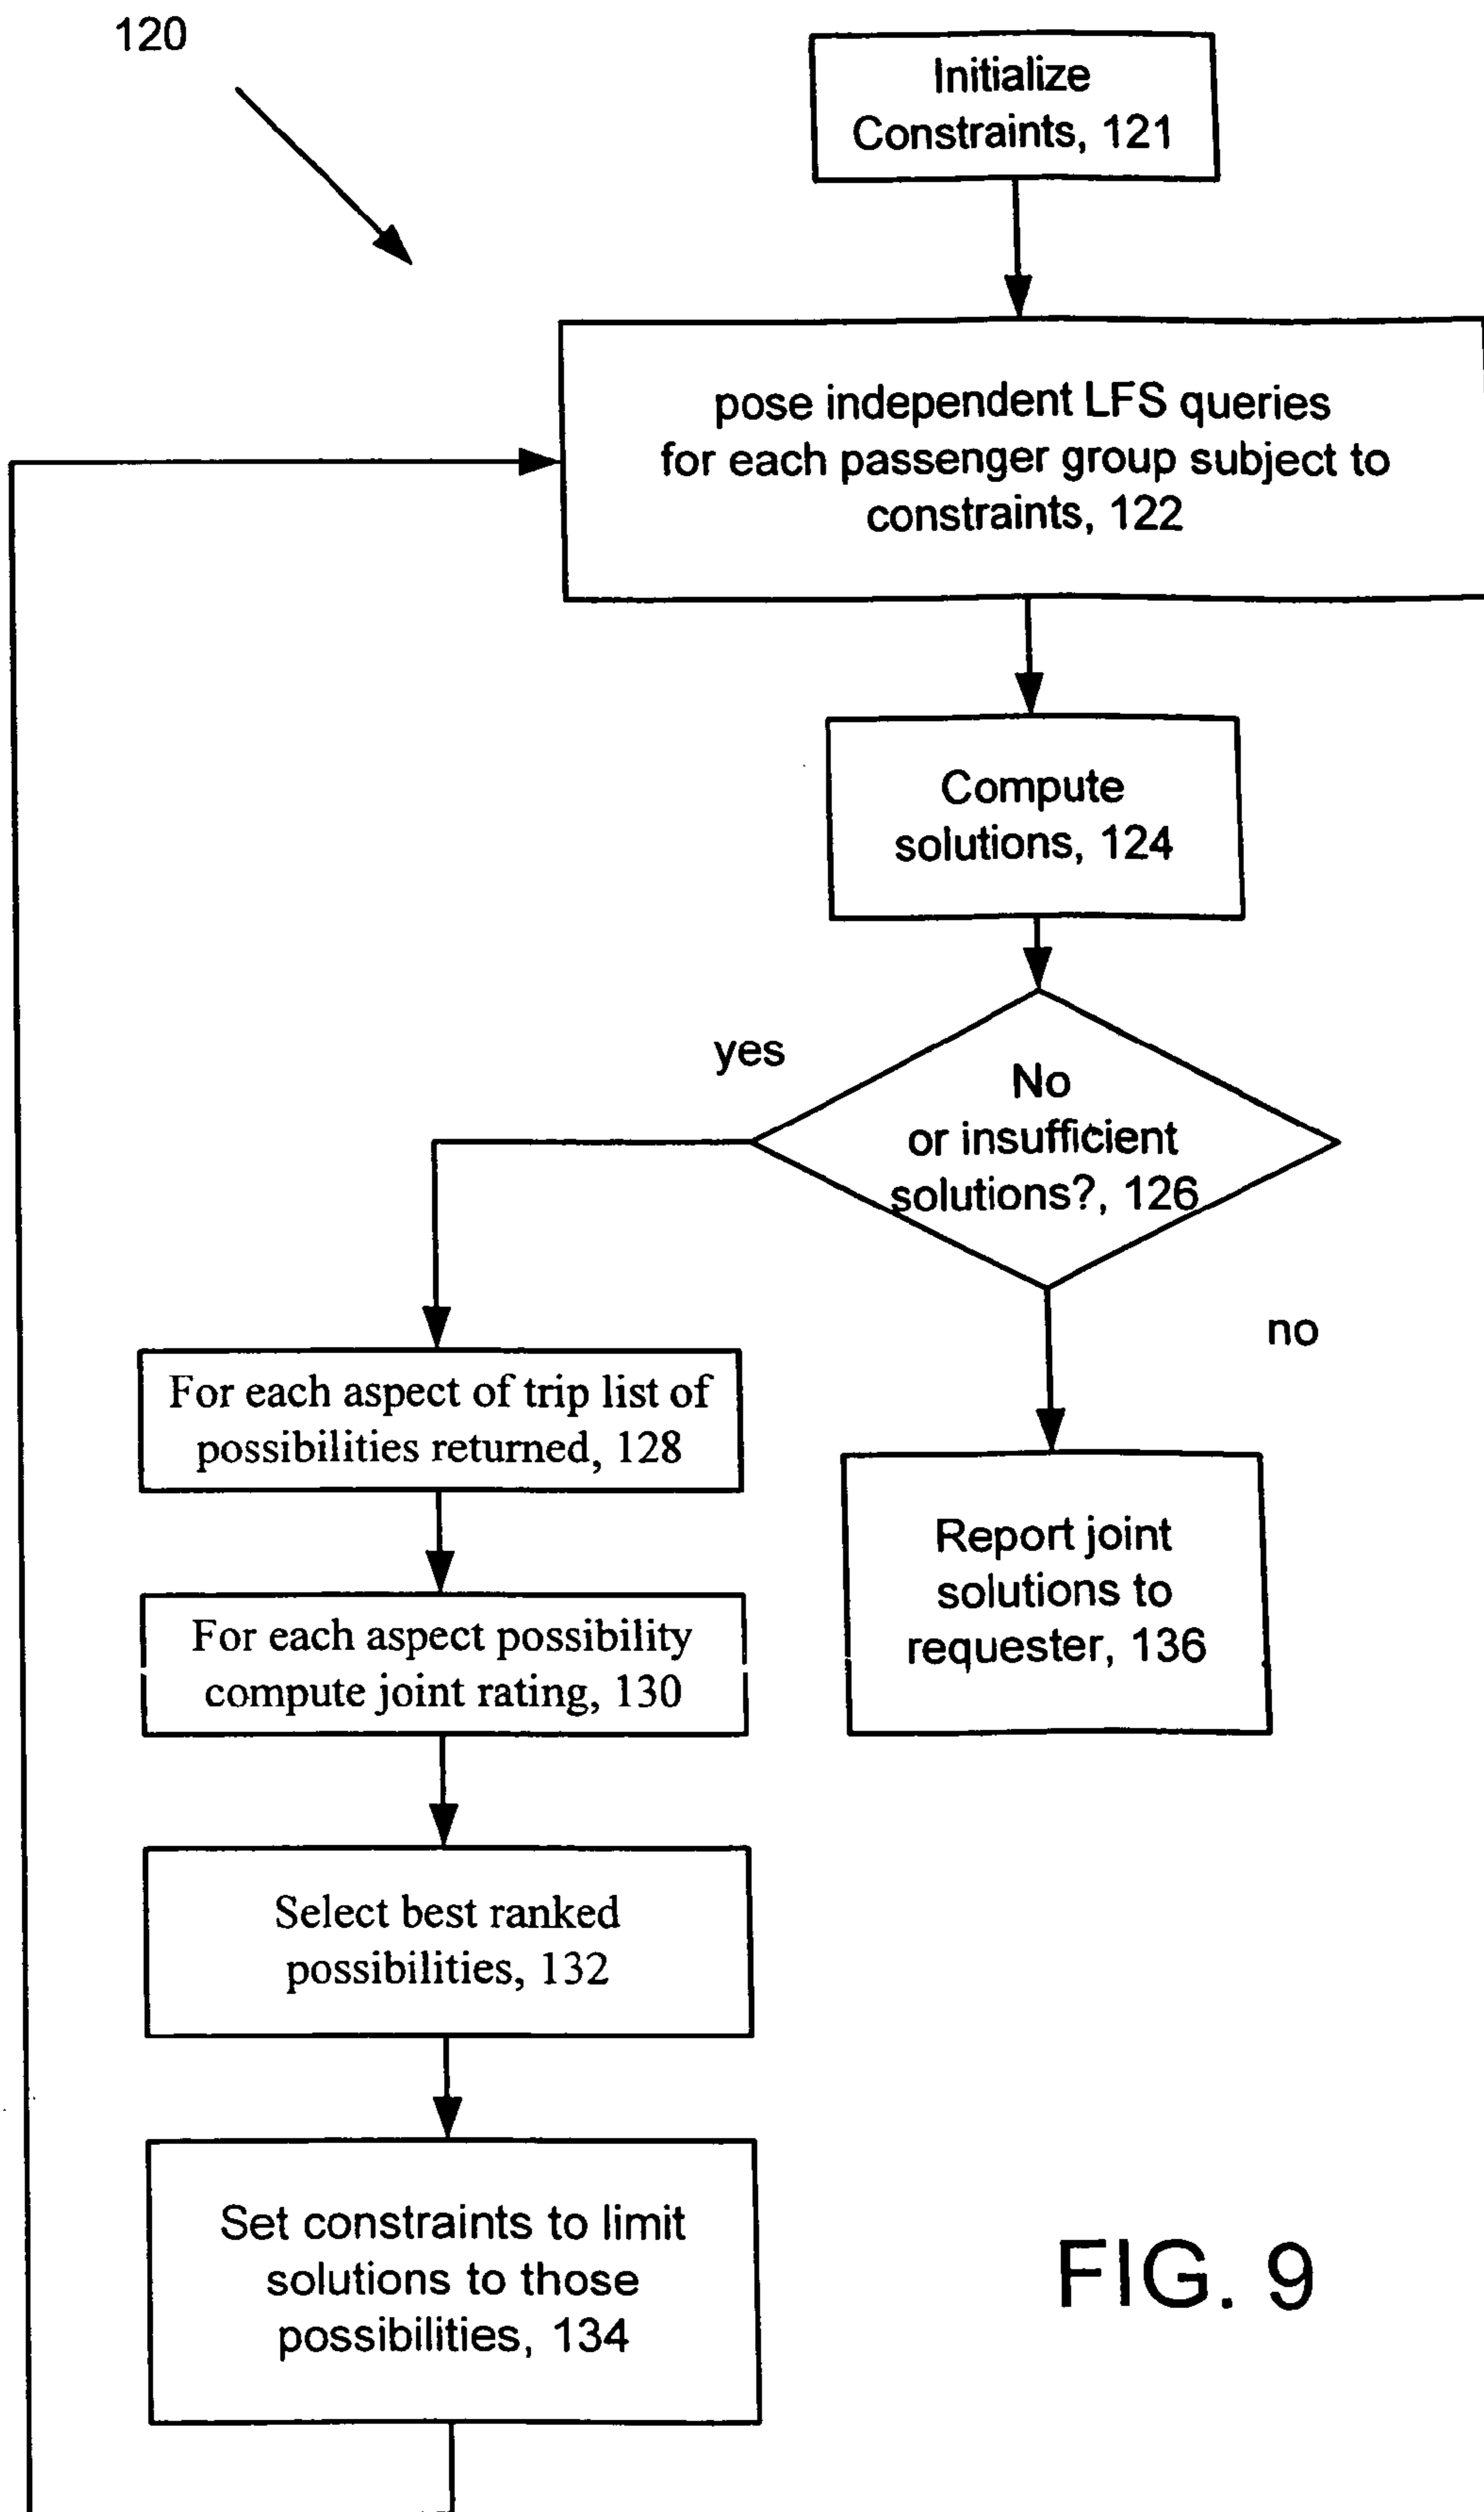 120
Initialize
Constraints, 121
pose independent LFS queries
for each passenger group subject to
constraints, 122
Compute
solutions, 124
yes
No
or insufficient
solutions?, 126
no
For each aspect of trip list of
possibilities returned, 128
For each aspect possibility
compute joint rating, 130
Report joint
solutions to
requester, 136
Select best ranked
possibilities, 132
Set constraints to limit
solutions to those
possibilities, 134
FIG. 9